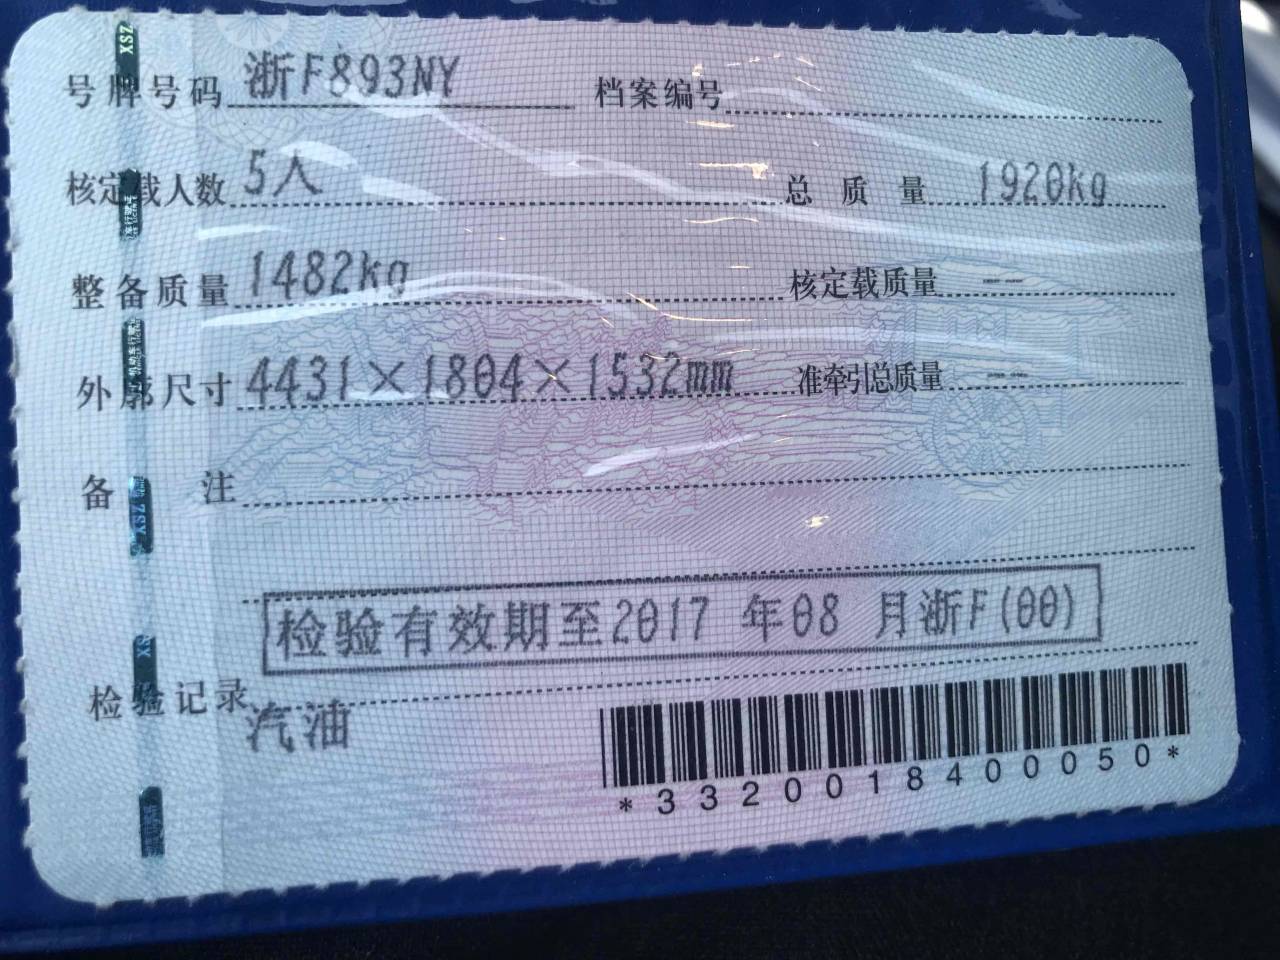 号牌号码 浙F893NY 档案编号
核定载人数 5人 总质量 1920kg
整备质量 1482kg 核定载质量 --
外廓尺寸 4431×1804×1532mm 准牵引总质量 --
备注
检验有效期至2017 年08 月浙F(00)
检验记录
汽油
*3320018400050*
XSZ
XSZ